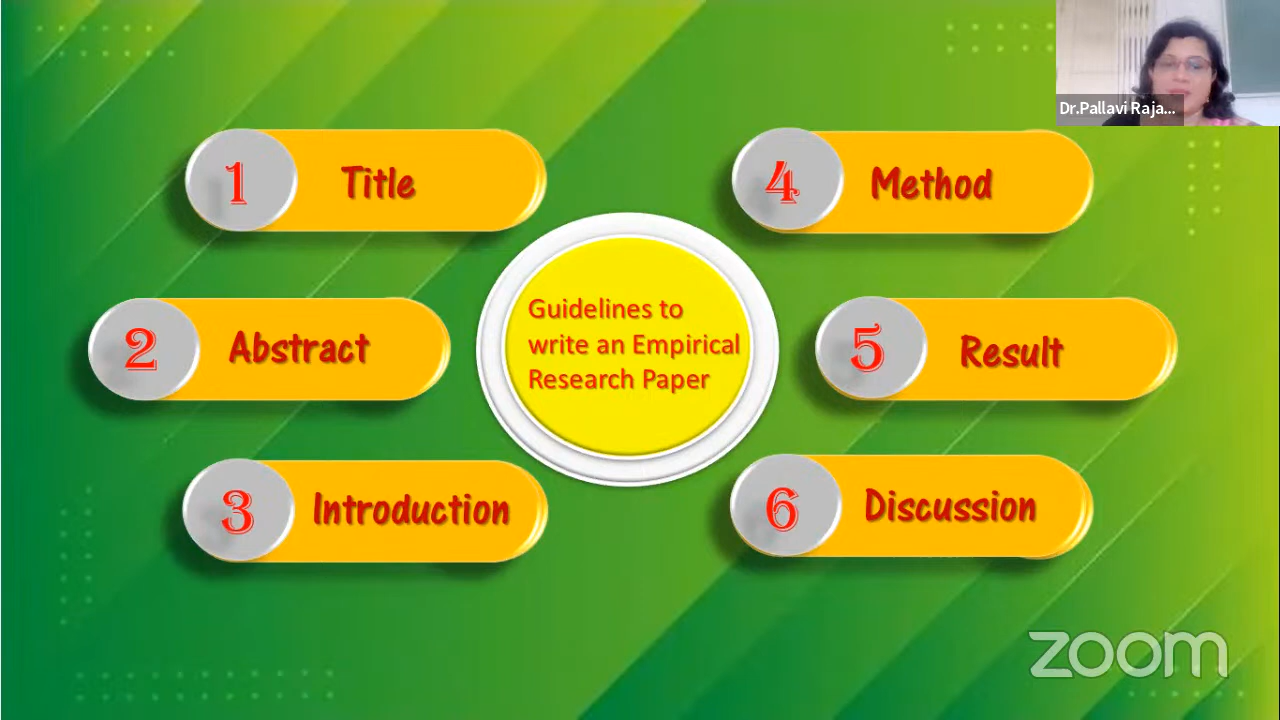 Dr.Pallavi Raja...
1 Title
2 Abstract
3 Introduction
Guidelines to
write an Empirical
Research Paper
4 Method
5 Result
6 Discussion
zoom